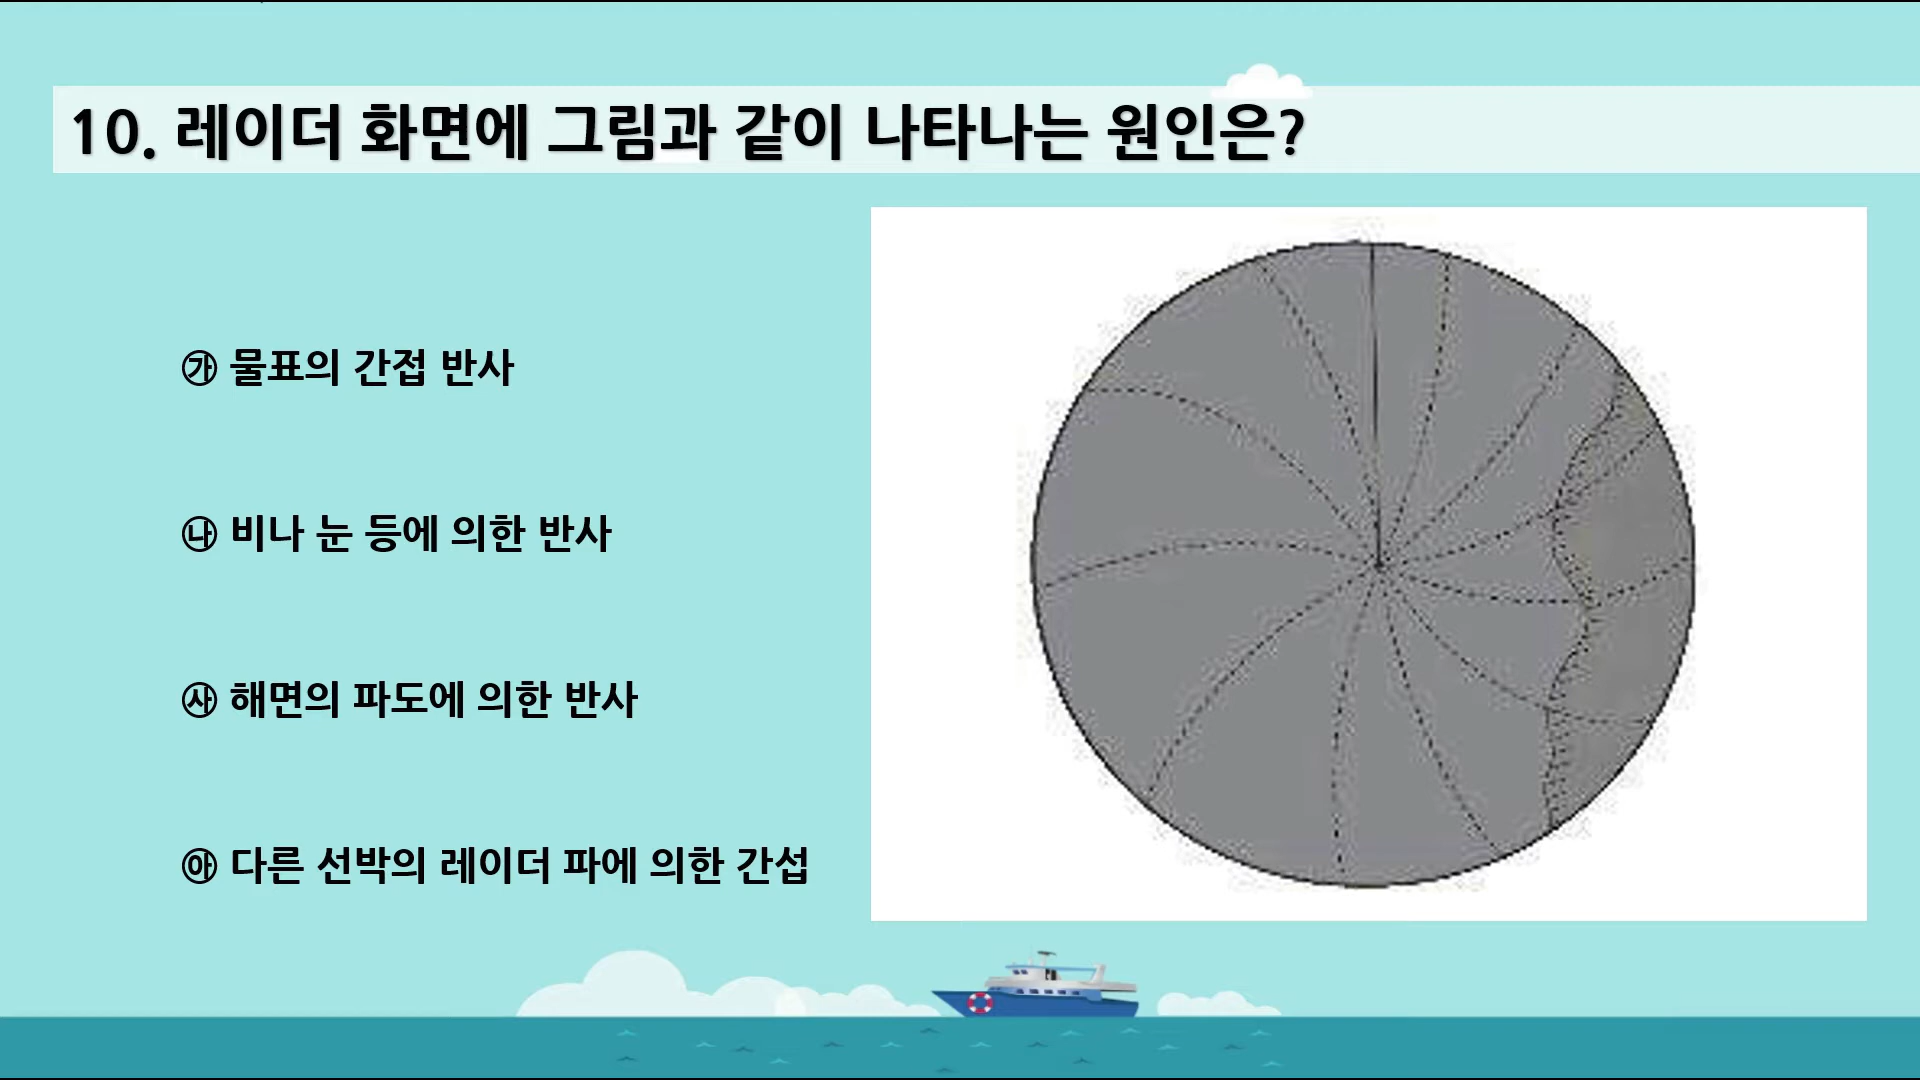 10. 레이더 화면에 그림과 같이 나타나는 원인은?
㉮ 물표의 간접 반사
㉯ 비나 눈 등에 의한 반사
㉴ 해면의 파도에 의한 반사
㉵ 다른 선박의 레이더 파에 의한 간섭